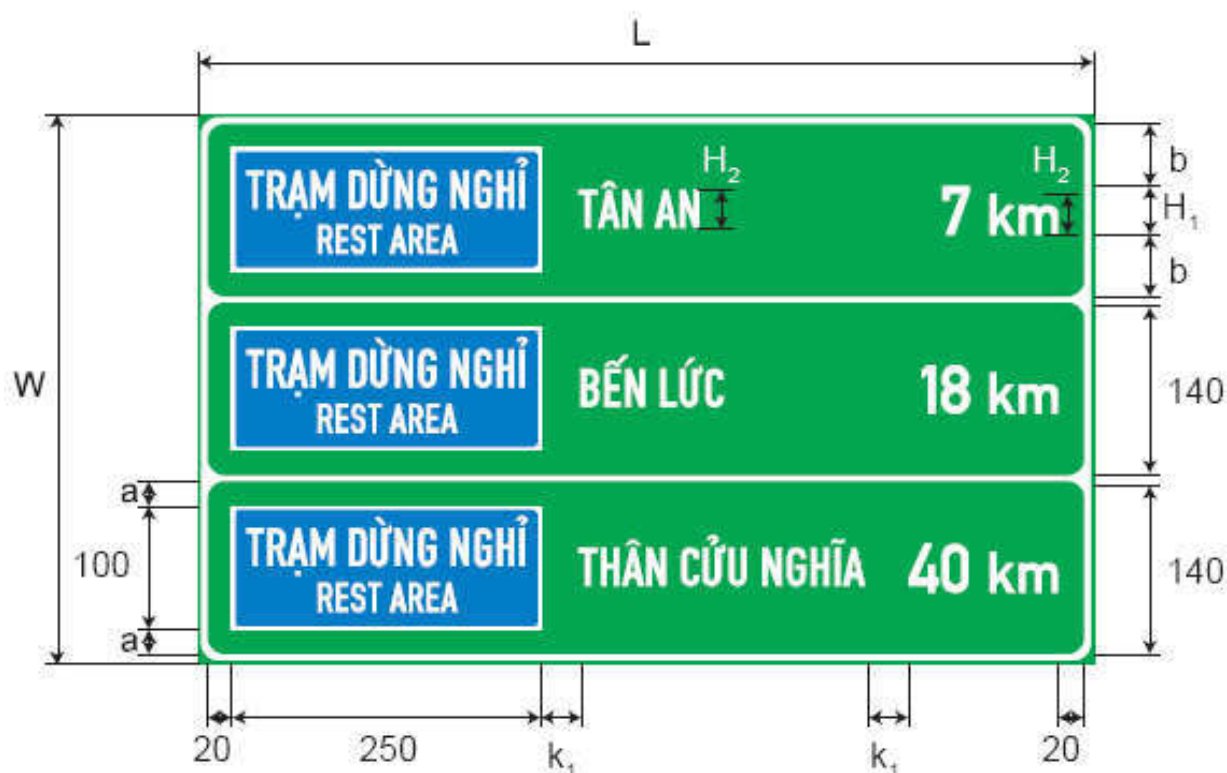 L
TRẠM DỪNG NGHỈ
REST AREA
TÂN AN
H₂
7 km
H₂
b
H₁
b
W
TRẠM DỪNG NGHỈ
REST AREA
BẾN LỨC
18 km
140
a
100
a
TRẠM DỪNG NGHỈ
REST AREA
THÂN CỬU NGHĨA
40 km
140
20
250
k₁
k₁
20